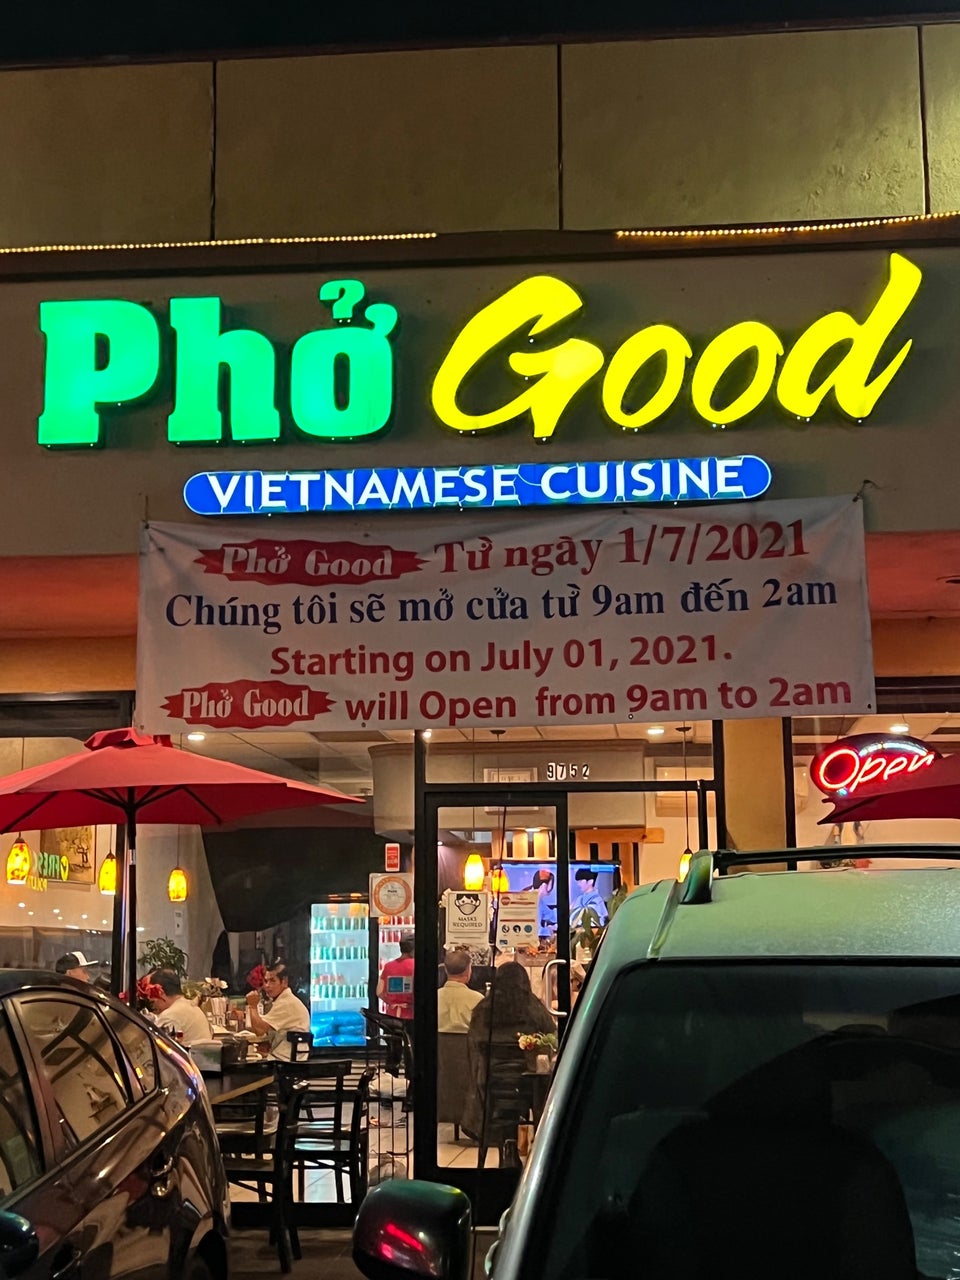 Phở Good
VIETNAMESE CUISINE
Phở Good Từ ngày 1/7/2021
Chúng tôi sẽ mở cửa từ 9am đến 2am
Starting on July 01, 2021.
Phở Good will Open from 9am to 2am
9752
Open
MASKS
REQUIRED